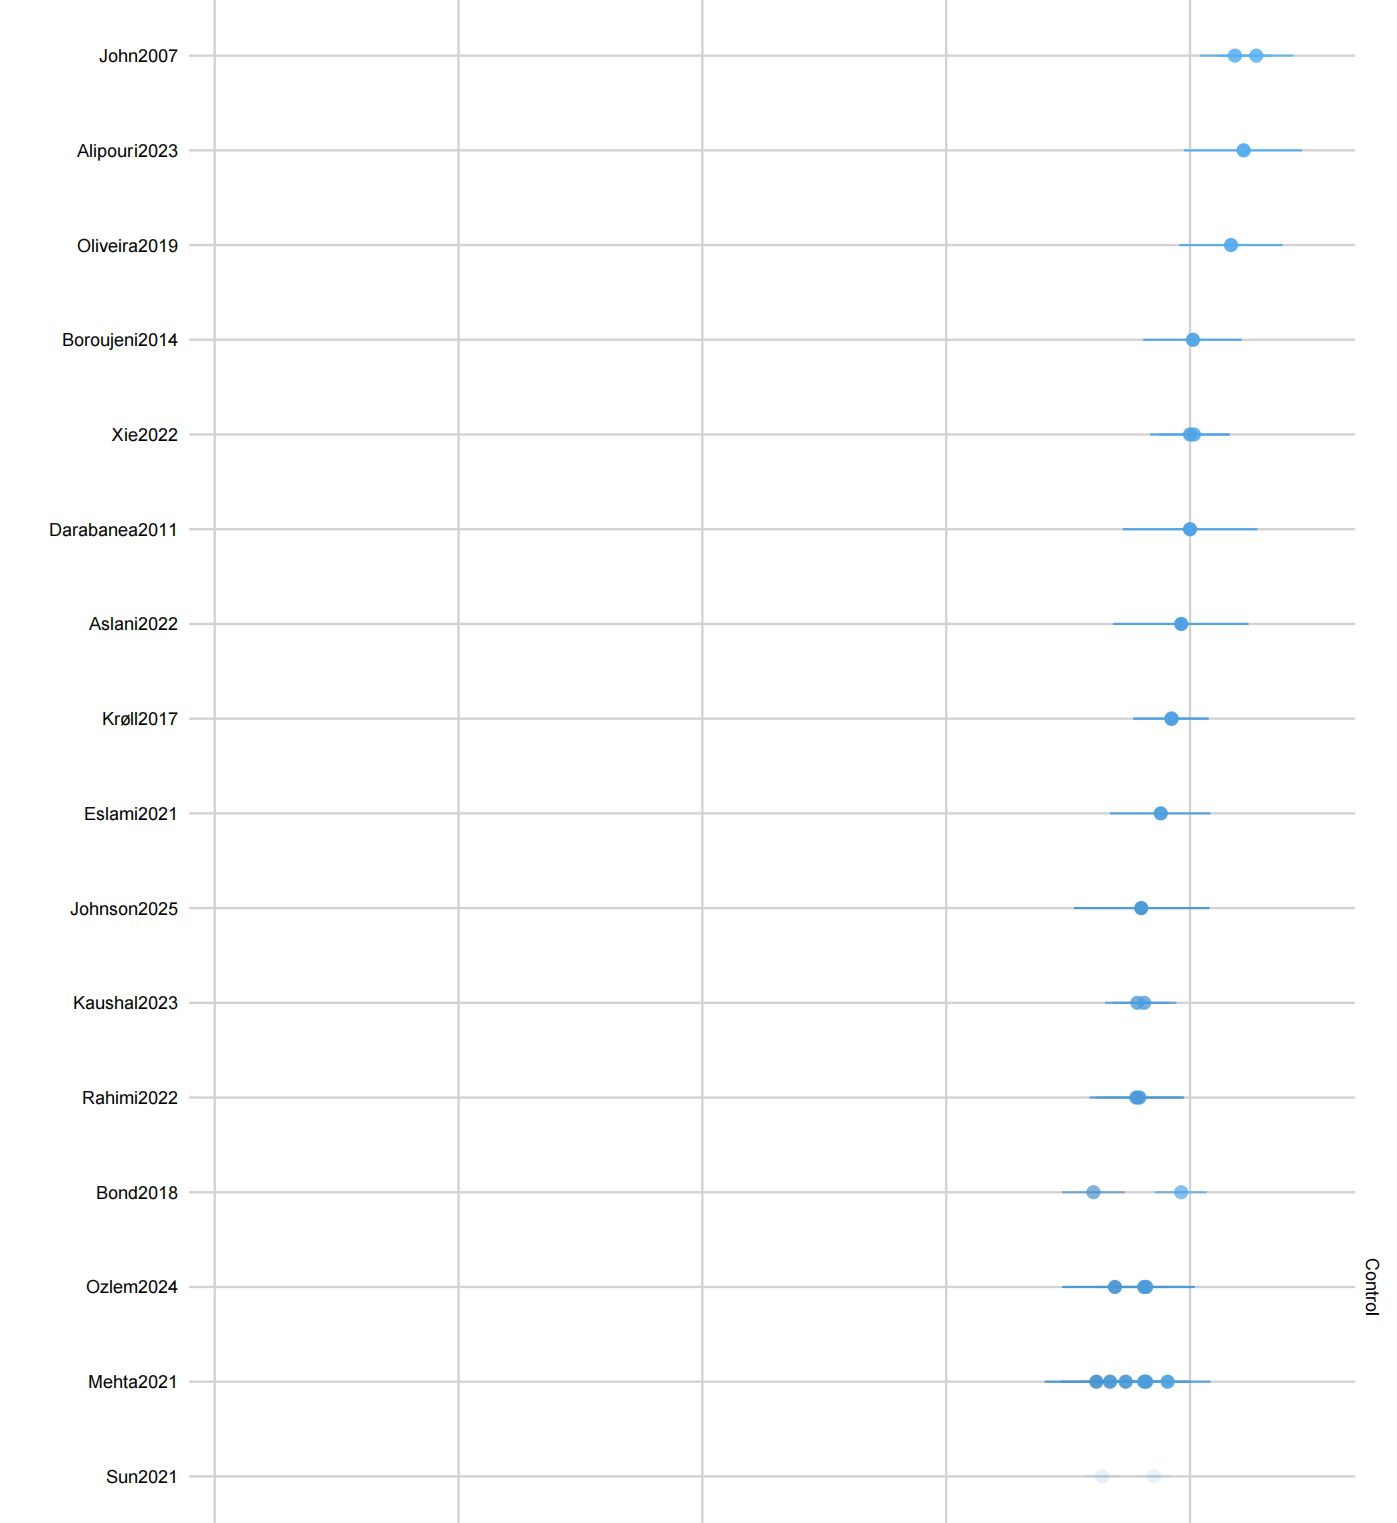 John2007
Alipouri2023
Oliveira2019
Boroujeni2014
Xie2022
Darabanea2011
Aslani2022
Krøll2017
Eslami2021
Johnson2025
Kaushal2023
Rahimi2022
Bond2018
Ozlem2024
Control
Mehta2021
Sun2021